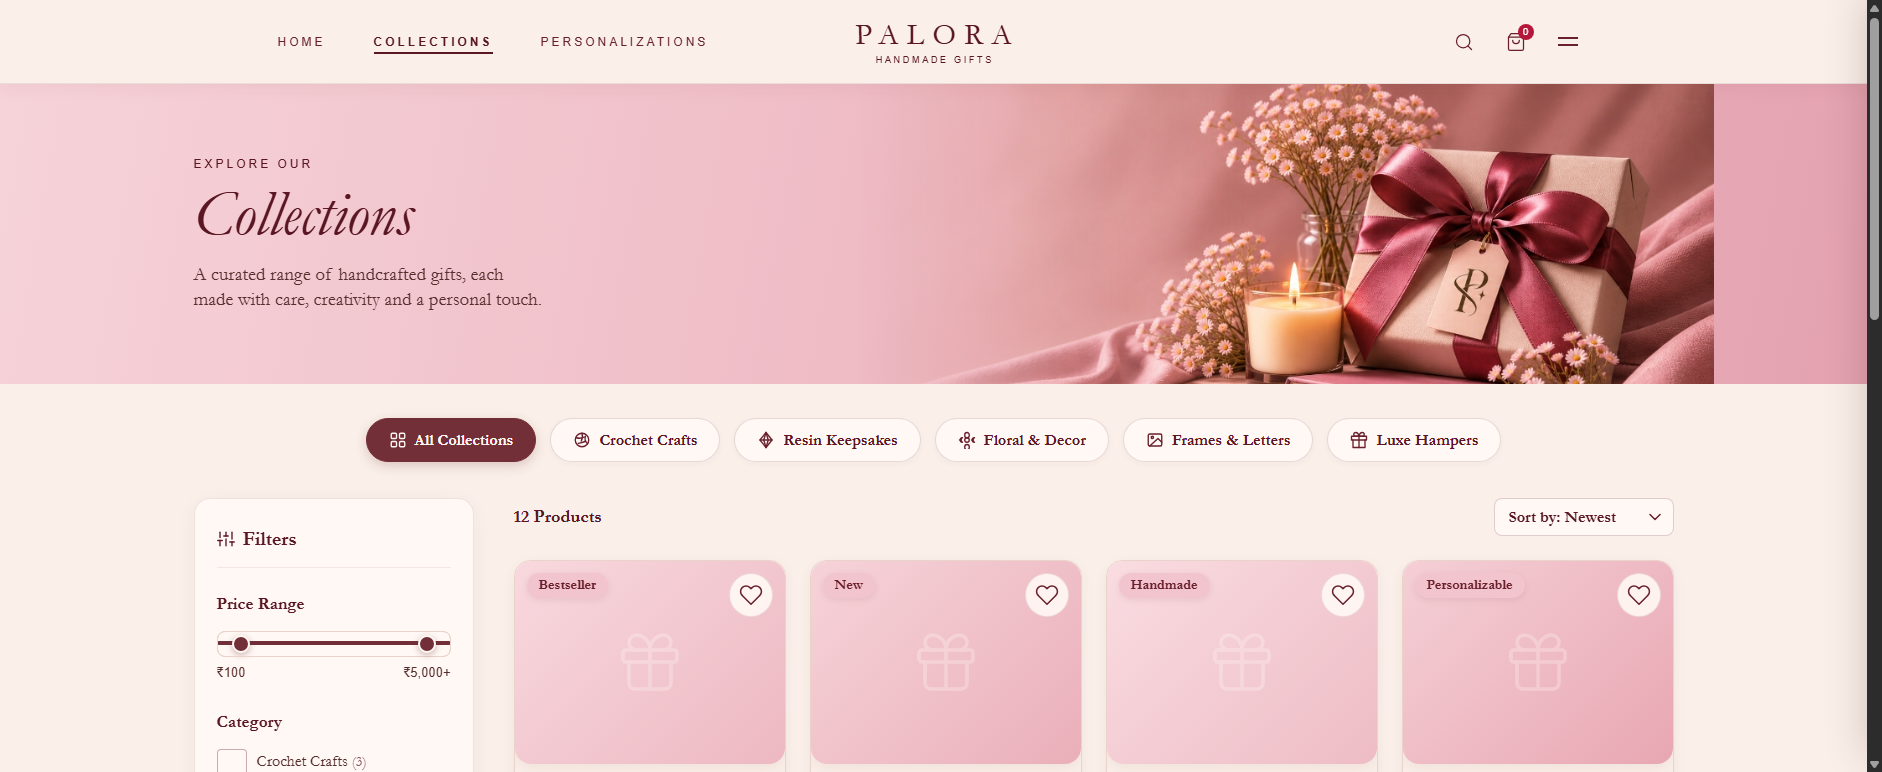 HOME
COLLECTIONS
PERSONALIZATIONS
PALORA
HANDMADE GIFTS
0
EXPLORE OUR
Collections
A curated range of handcrafted gifts, each
made with care, creativity and a personal touch.
All Collections
Crochet Crafts
Resin Keepsakes
Floral & Decor
Frames & Letters
Luxe Hampers
Filters
Price Range
₹100
₹5,000+
Category
Crochet Crafts (3)
12 Products
Sort by: Newest
Bestseller
New
Handmade
Personalizable